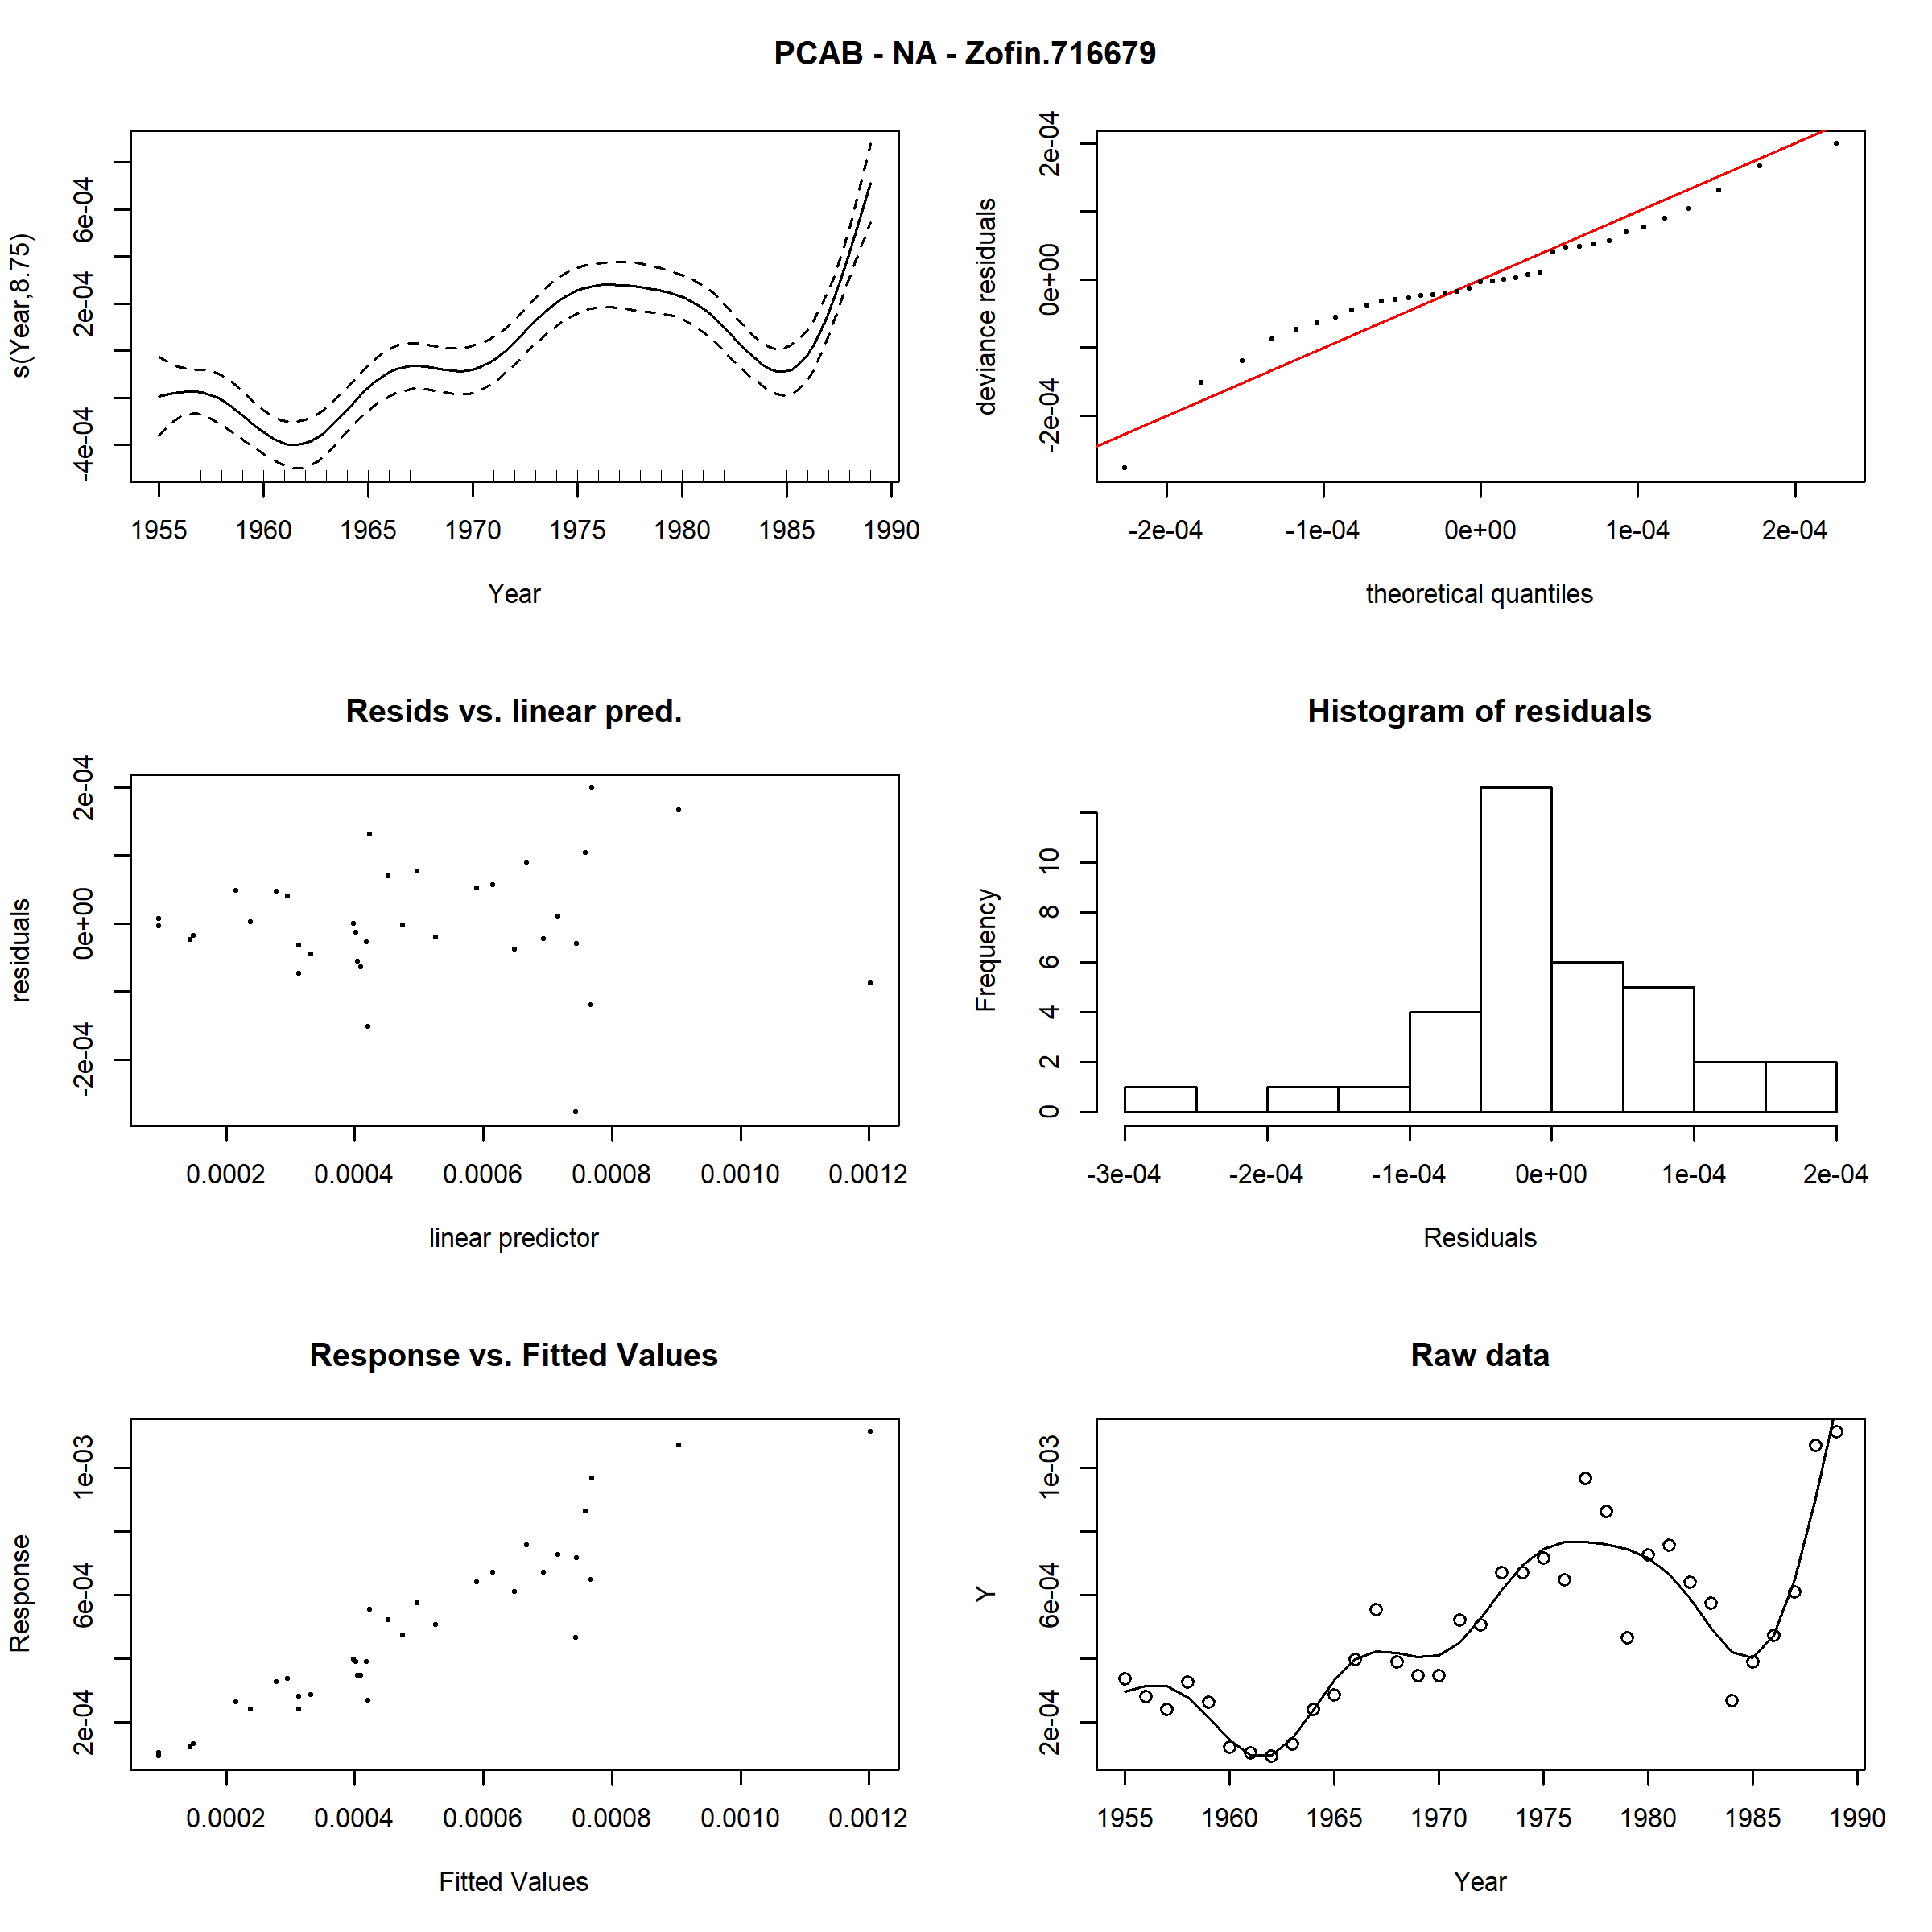 PCAB - NA - Zofin.716679
s(Year,8.75)
-4e-04 2e-04 6e-04
1955 1960 1965 1970 1975 1980 1985 1990
Year
deviance residuals
-2e-04 0e+00 2e-04
-2e-04 -1e-04 0e+00 1e-04 2e-04
theoretical quantiles
Resids vs. linear pred.
residuals
-2e-04 0e+00 2e-04
0.0002 0.0004 0.0006 0.0008 0.0010 0.0012
linear predictor
Histogram of residuals
Frequency
0 2 4 6 8 10
-3e-04 -2e-04 -1e-04 0e+00 1e-04 2e-04
Residuals
Response vs. Fitted Values
Response
2e-04 6e-04 1e-03
0.0002 0.0004 0.0006 0.0008 0.0010 0.0012
Fitted Values
Raw data
Y
2e-04 6e-04 1e-03
1955 1960 1965 1970 1975 1980 1985 1990
Year